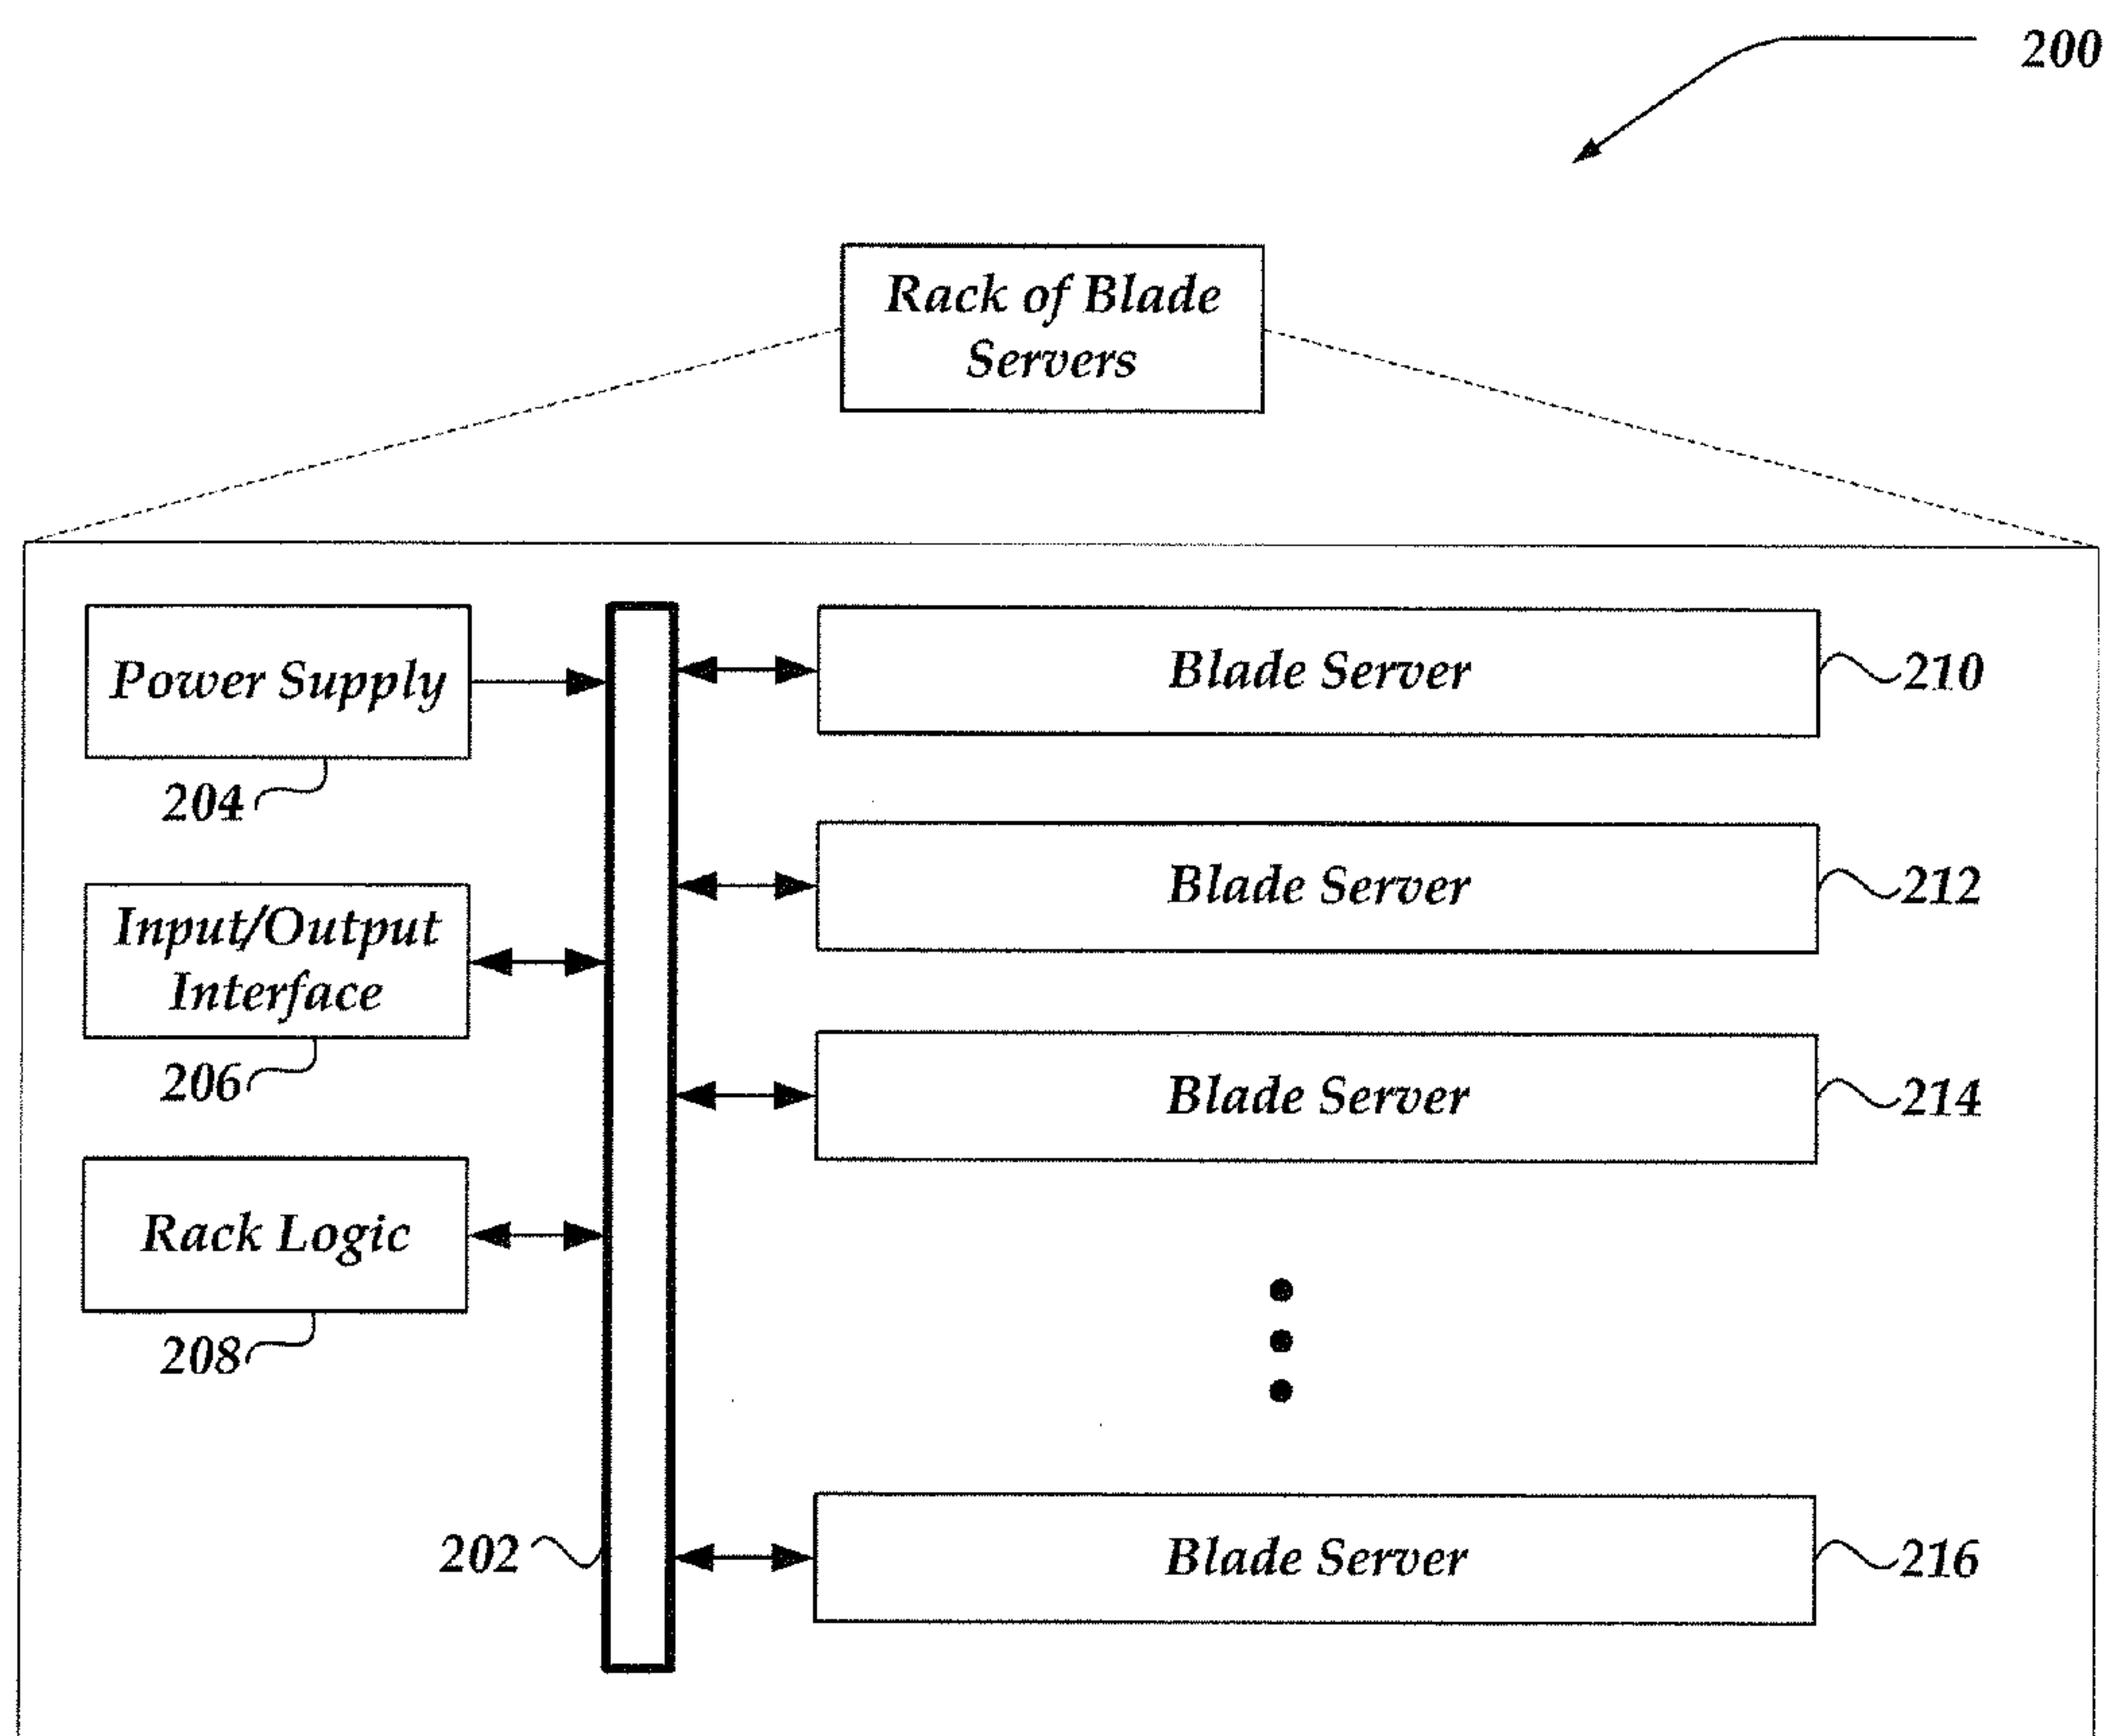 200
Rack of Blade
Servers
Power Supply
204
Input/Output
Interface
206
Rack Logic
208
202
Blade Server
210
Blade Server
212
Blade Server
214
Blade Server
216